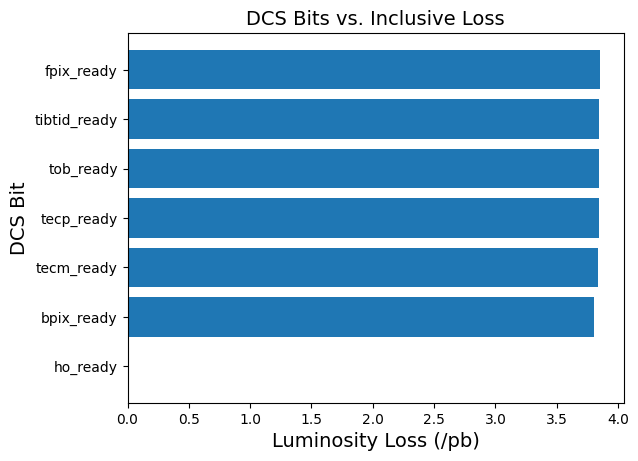 DCS Bits vs. Inclusive Loss
DCS Bit
fpix_ready
tibtid_ready
tob_ready
tecp_ready
tecm_ready
bpix_ready
ho_ready
0.0 0.5 1.0 1.5 2.0 2.5 3.0 3.5 4.0
Luminosity Loss (/pb)